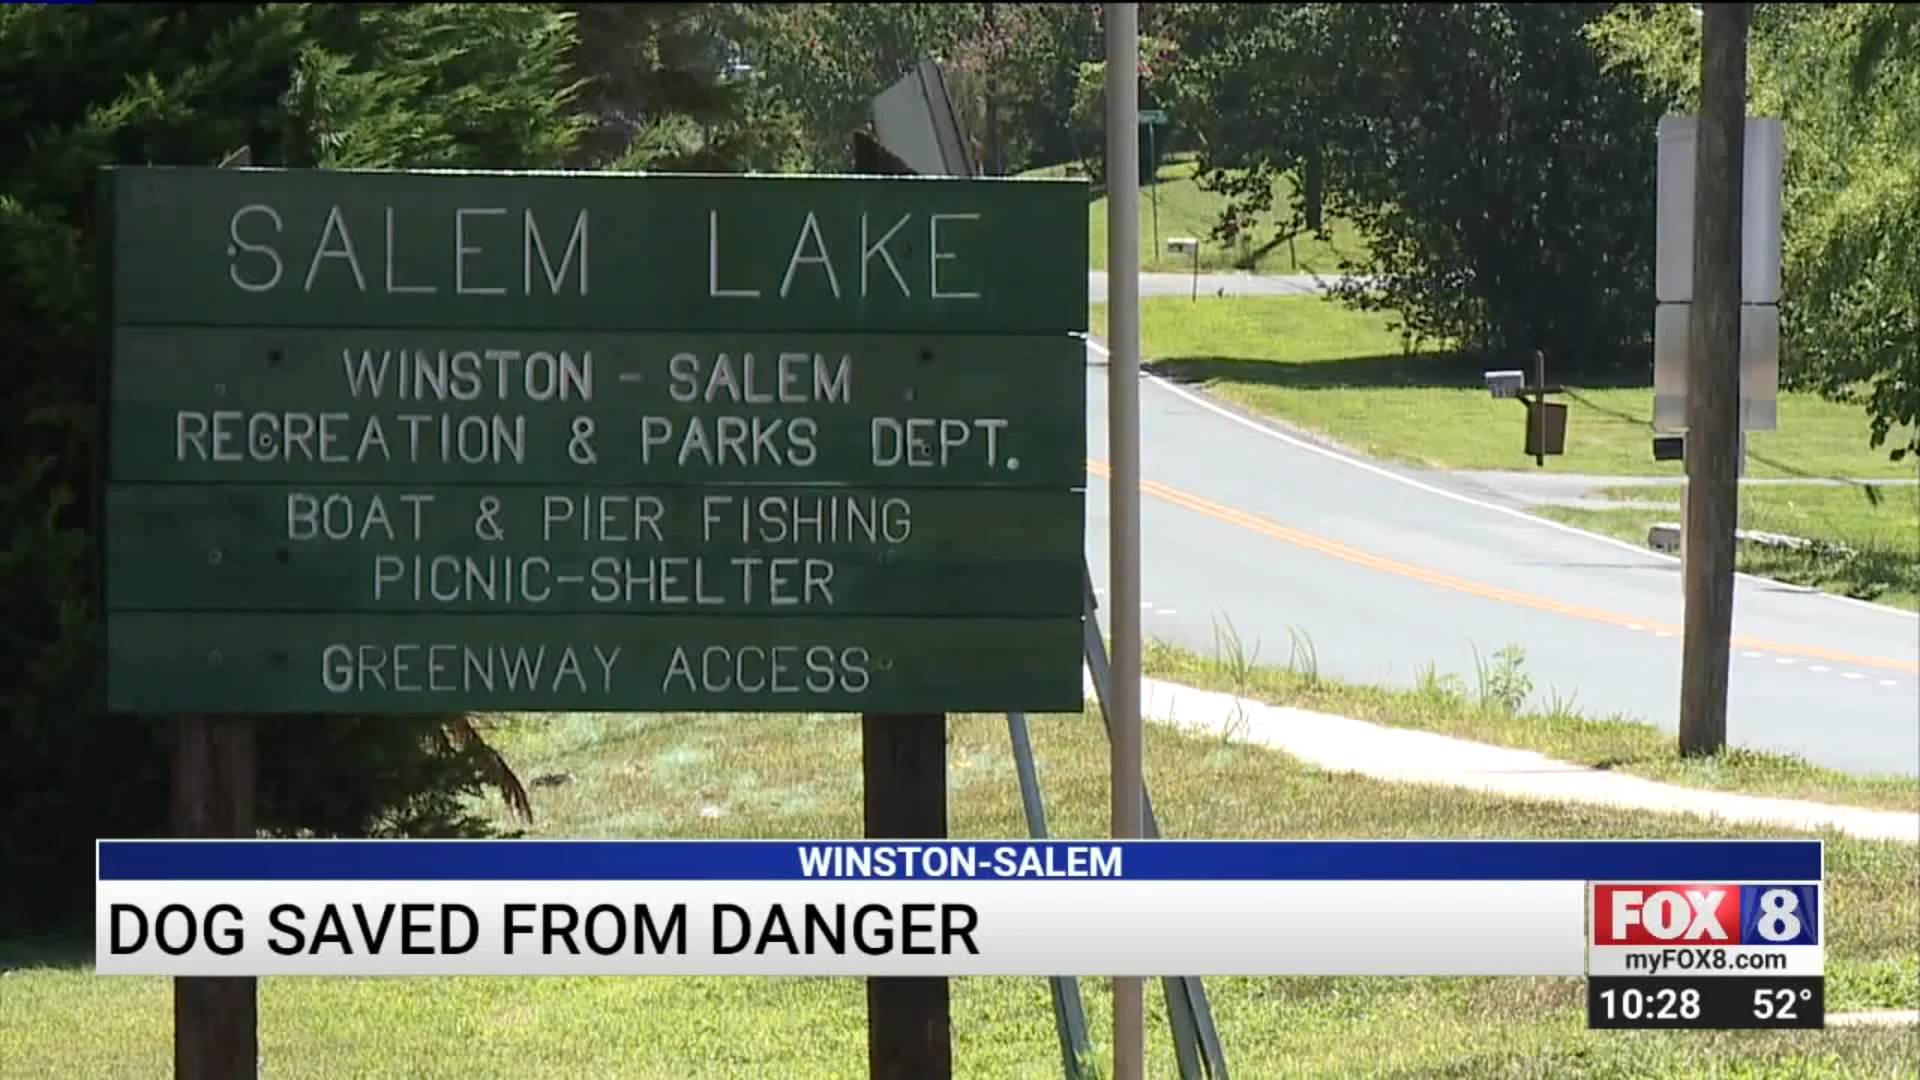 SALEM LAKE
WINSTON - SALEM
RECREATION & PARKS DEPT.
BOAT & PIER FISHING
PICNIC-SHELTER
GREENWAY ACCESS
WINSTON-SALEM
DOG SAVED FROM DANGER
FOX 8
myFOX8.com
10:28 52°